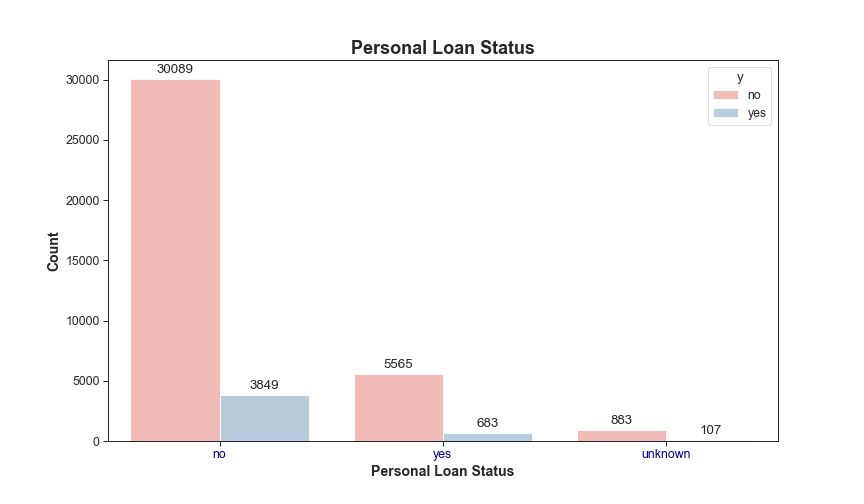 Personal Loan Status
30089
30000
y
no
yes
25000
20000
Count
15000
10000
5565
5000
3849
683
883
107
0
no
yes
unknown
Personal Loan Status